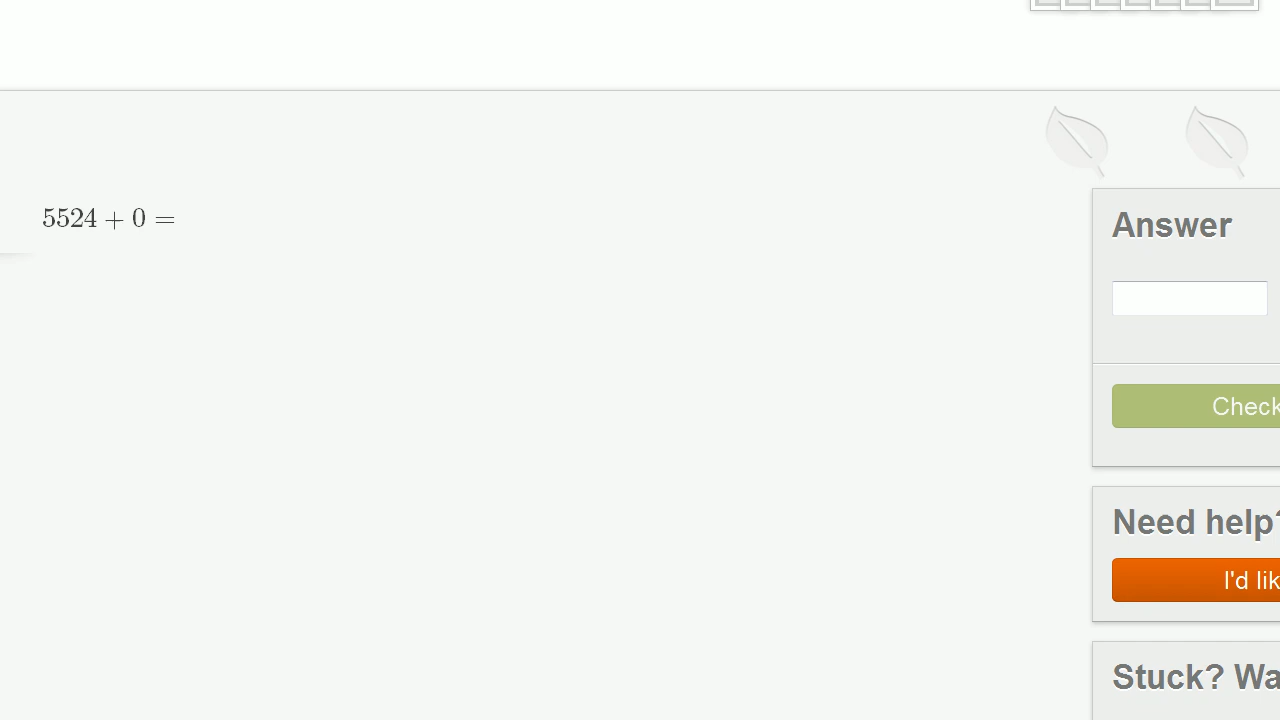 5524 + 0 =
Answer
Check
Need help?
I'd lik
Stuck? Wa